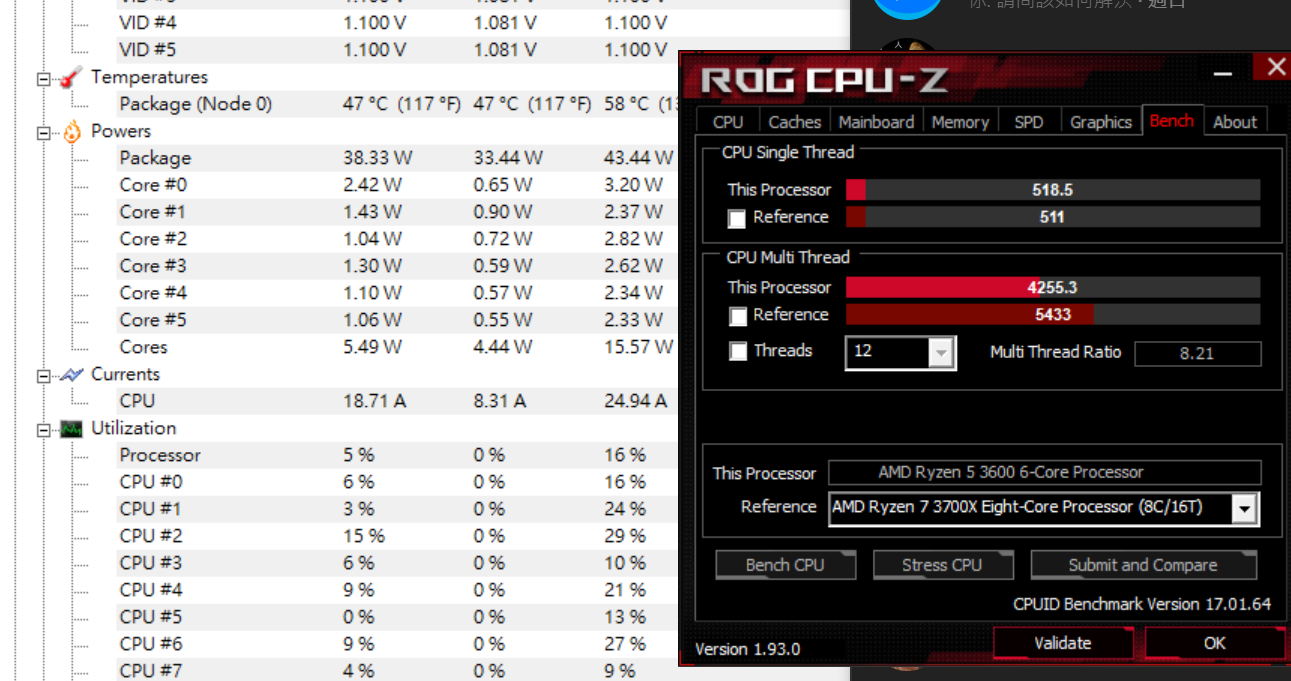 VID #4 1.100 V 1.081 V 1.100 V
VID #5 1.100 V 1.081 V 1.100 V
Temperatures
Package (Node 0) 47 °C (117 °F) 47 °C (117 °F) 58 °C
Powers
Package 38.33 W 33.44 W 43.44 W
Core #0 2.42 W 0.65 W 3.20 W
Core #1 1.43 W 0.90 W 2.37 W
Core #2 1.04 W 0.72 W 2.82 W
Core #3 1.30 W 0.59 W 2.62 W
Core #4 1.10 W 0.57 W 2.34 W
Core #5 1.06 W 0.55 W 2.33 W
Cores 5.49 W 4.44 W 15.57 W
Currents
CPU 18.71 A 8.31 A 24.94 A
Utilization
Processor 5 % 0 % 16 %
CPU #0 6 % 0 % 16 %
CPU #1 3 % 0 % 24 %
CPU #2 15 % 0 % 29 %
CPU #3 6 % 0 % 10 %
CPU #4 9 % 0 % 21 %
CPU #5 0 % 0 % 13 %
CPU #6 9 % 0 % 27 %
CPU #7 4 % 0 % 9 %
你: 請問該如何解決 · 週日
ROG CPU-Z
CPU Caches Mainboard Memory SPD Graphics Bench About
CPU Single Thread
This Processor 518.5
Reference 511
CPU Multi Thread
This Processor 4255.3
Reference 5433
Threads 12 Multi Thread Ratio 8.21
This Processor AMD Ryzen 5 3600 6-Core Processor
Reference AMD Ryzen 7 3700X Eight-Core Processor (8C/16T)
Bench CPU Stress CPU Submit and Compare
CPUID Benchmark Version 17.01.64
Version 1.93.0 Validate OK